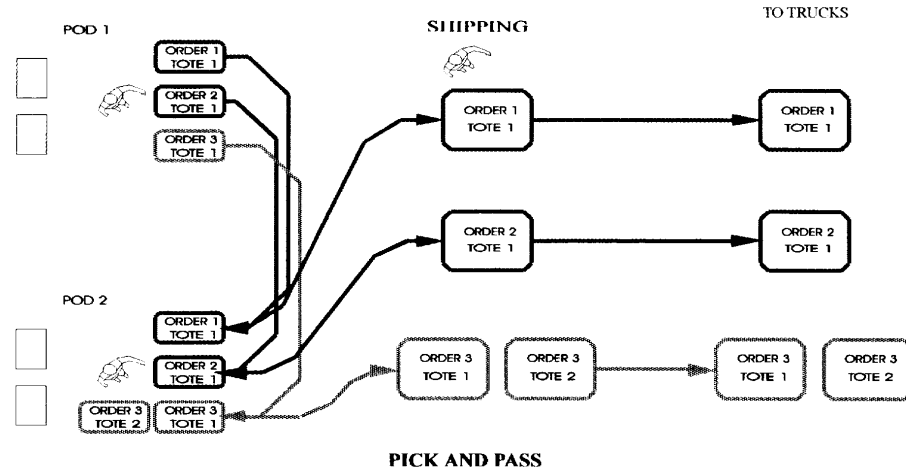 TO TRUCKS
POD 1
SHIPPING
ORDER 1
TOTE 1
ORDER 2
TOTE 1
ORDER 3
TOTE 1
ORDER 1
TOTE 1
ORDER 1
TOTE 1
ORDER 2
TOTE 1
ORDER 2
TOTE 1
POD 2
ORDER 1
TOTE 1
ORDER 2
TOTE 1
ORDER 3
TOTE 2
ORDER 3
TOTE 1
ORDER 3
TOTE 1
ORDER 3
TOTE 2
ORDER 3
TOTE 1
ORDER 3
TOTE 2
PICK AND PASS